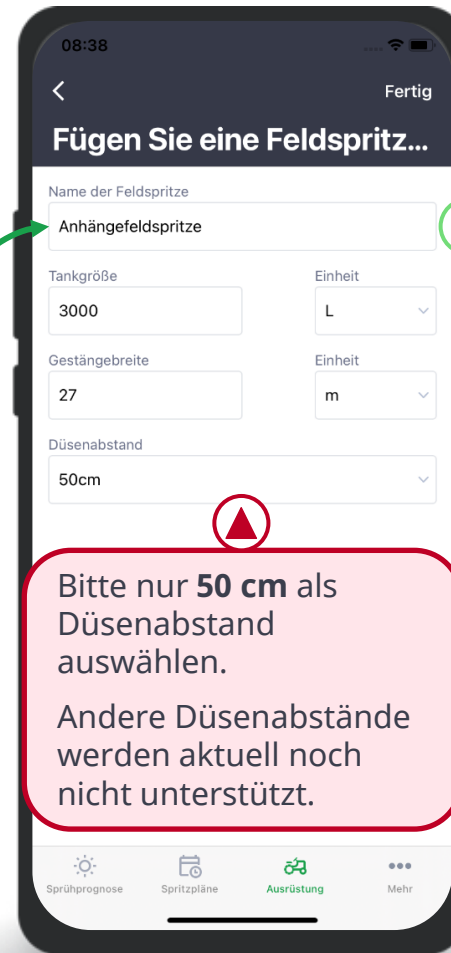 08:38
Fertig
Fügen Sie eine Feldspritz...
Name der Feldspritze
Anhängefeldspritze
Tankgröße
Einheit
3000
L
Gestängebreite
Einheit
27
m
Düsenabstand
50cm
Bitte nur 50 cm als
Düsenabstand
auswählen.
Andere Düsenabstände
werden aktuell noch
nicht unterstützt.
Sprühprognose
Spritzpläne
Ausrüstung
Mehr